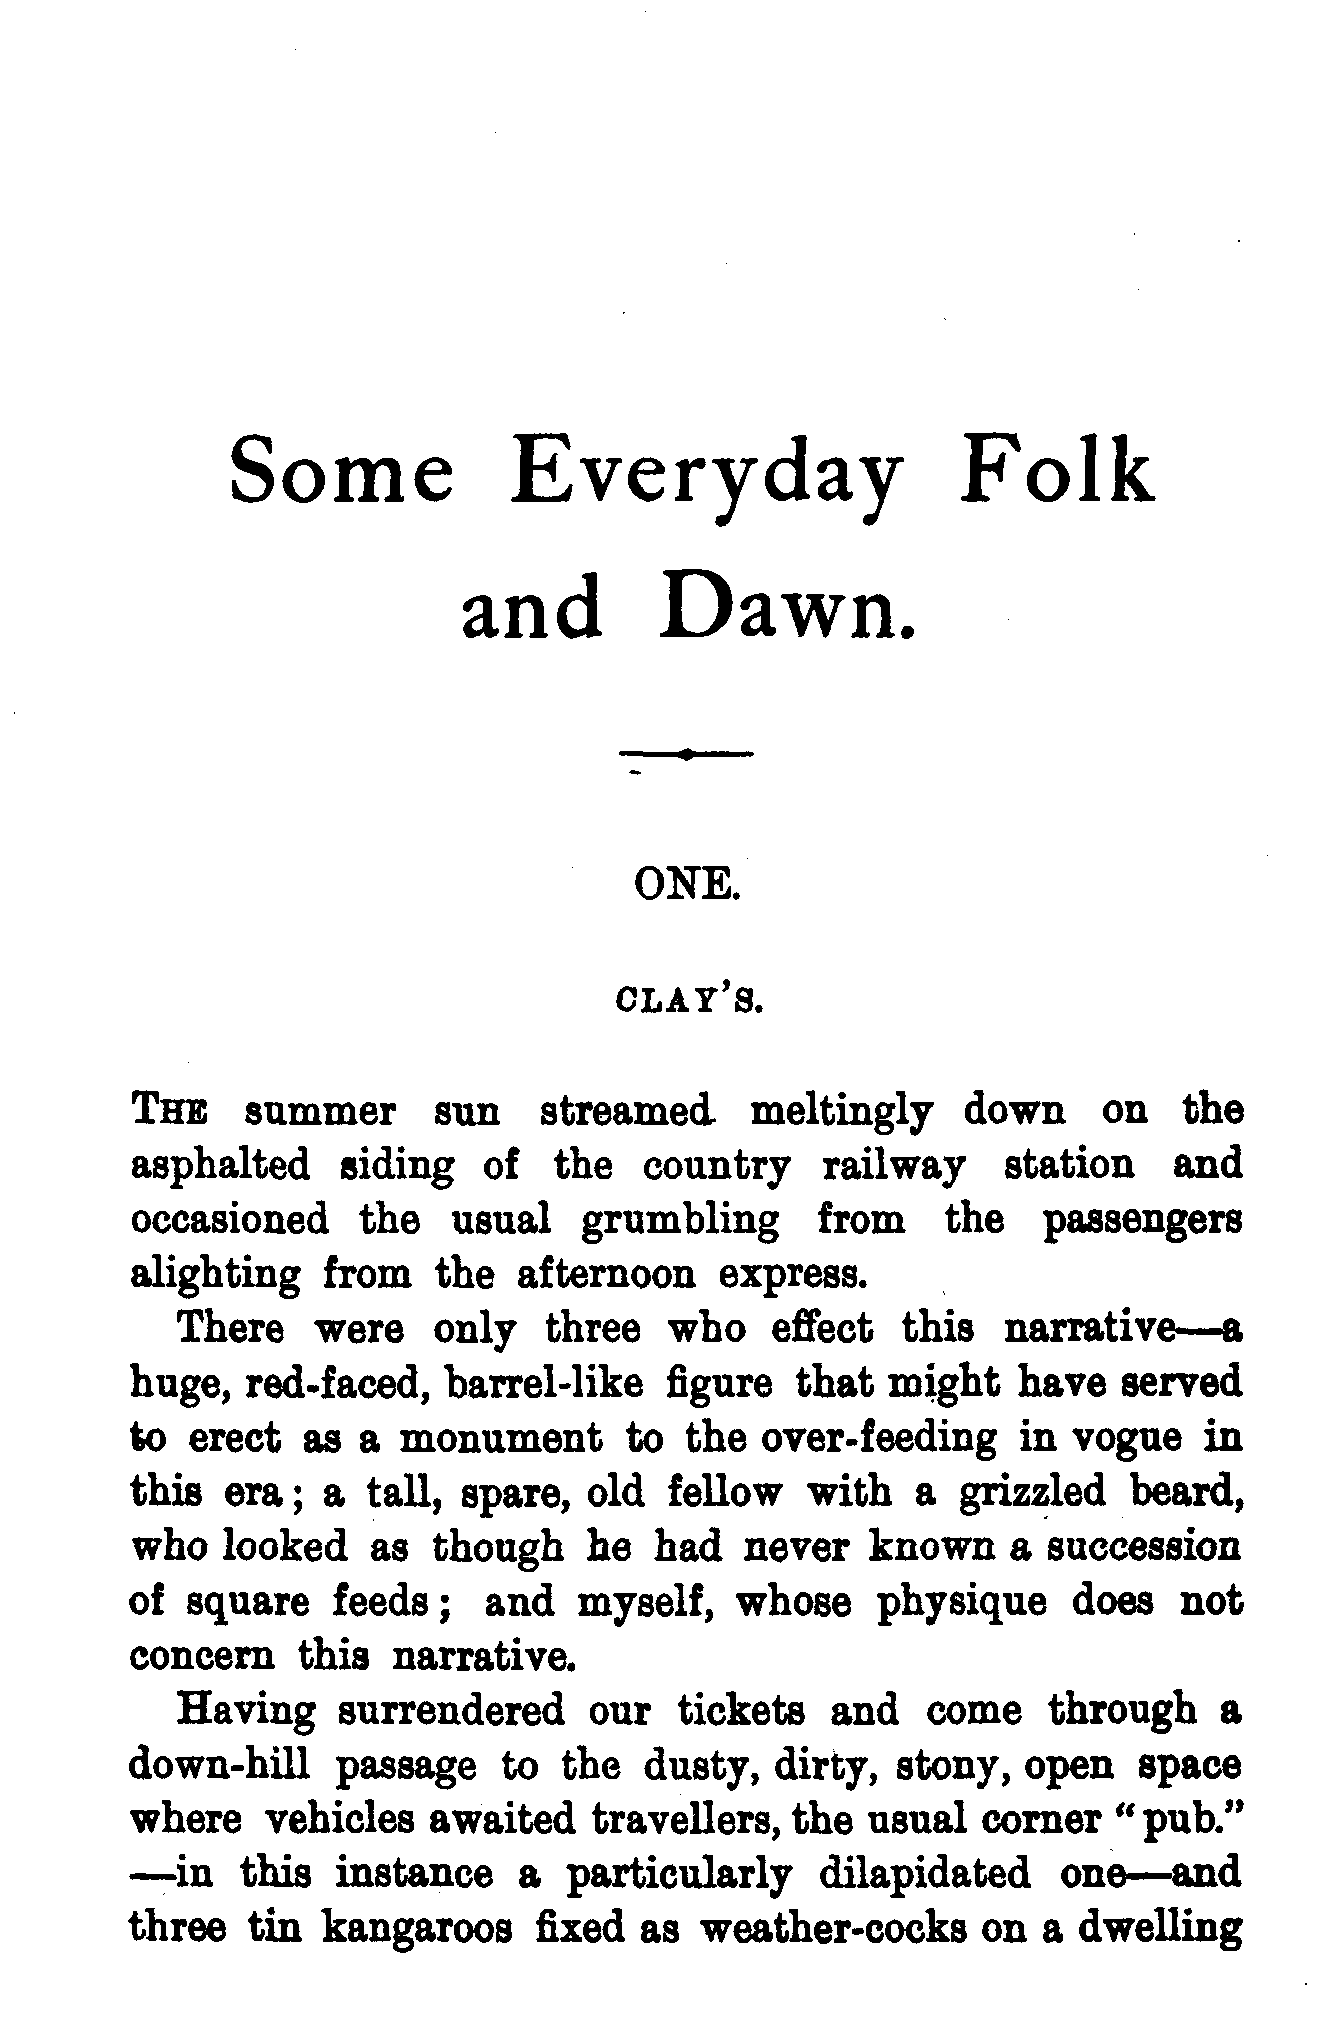 Some Everyday Folk
and Dawn.
ONE.
CLAY'S.
THE summer sun streamed meltingly down on the
asphalted siding of the country railway station and
occasioned the usual grumbling from the passengers
alighting from the afternoon express.
There were only three who effect this narrative—a
huge, red-faced, barrel-like figure that might have served
to erect as a monument to the over-feeding in vogue in
this era; a tall, spare, old fellow with a grizzled beard,
who looked as though he had never known a succession
of square feeds; and myself, whose physique does not
concern this narrative.
Having surrendered our tickets and come through a
down-hill passage to the dusty, dirty, stony, open space
where vehicles awaited travellers, the usual corner "pub."
—in this instance a particularly dilapidated one—and
three tin kangaroos fixed as weather-cocks on a dwelling